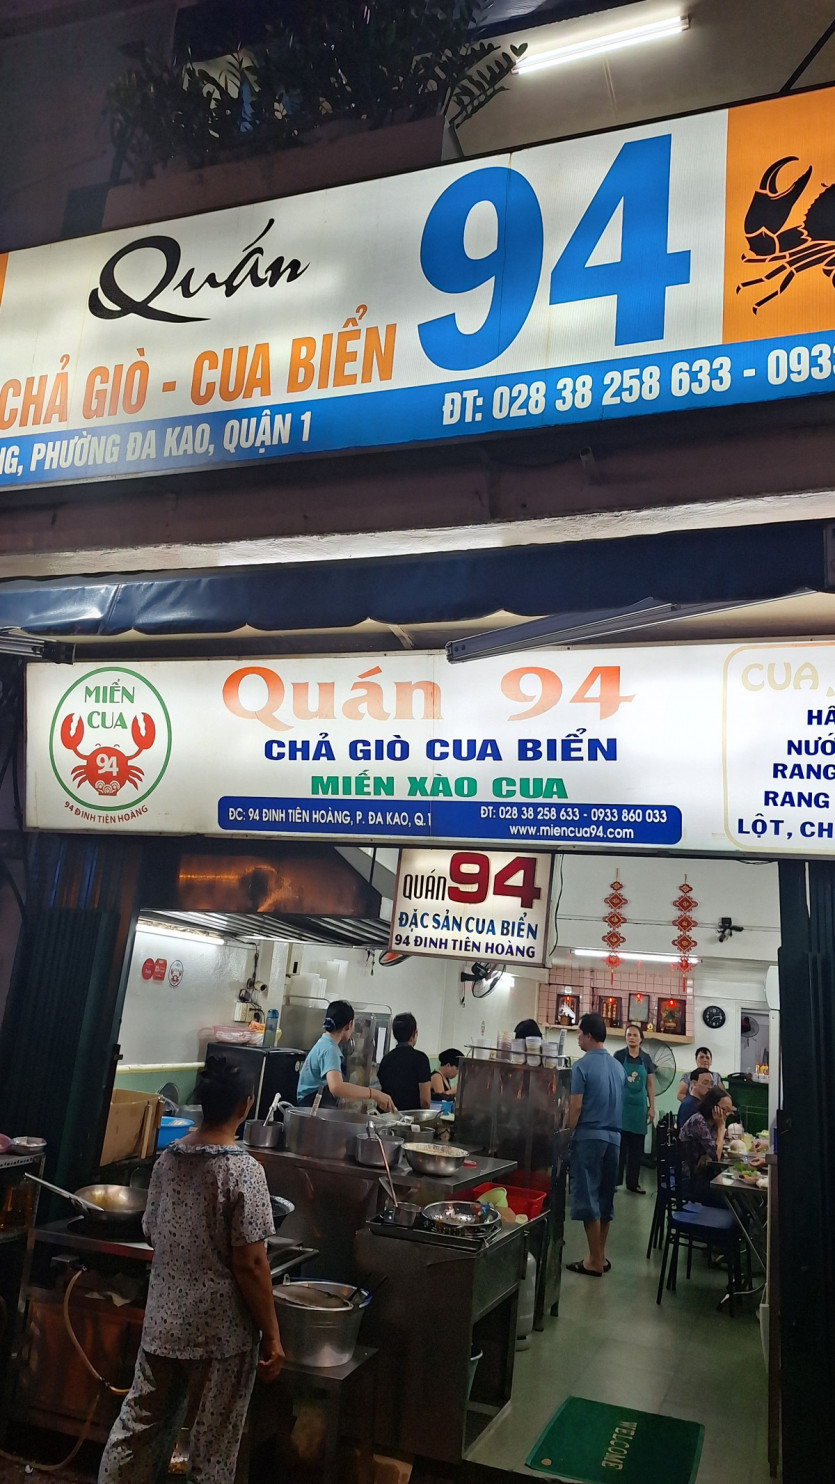 Quán 94
CHẢ GIÒ - CUA BIỂN
PHƯỜNG ĐA KAO, QUẬN 1
ĐT: 028 38 258 633 - 0933
MIẾN
CUA
94
94 ĐINH TIÊN HOÀNG
Quán 94
CHẢ GIÒ CUA BIỂN
MIẾN XÀO CUA
ĐC: 94 ĐINH TIÊN HOÀNG, P. ĐA KAO, Q.1
ĐT: 028 38 258 633 - 0933 860 033
www.miencua94.com
CUA
RANG
RANG
LỘT, CH
QUÁN 94
ĐẶC SẢN CUA BIỂN
94 ĐINH TIÊN HOÀNG
WELCOME